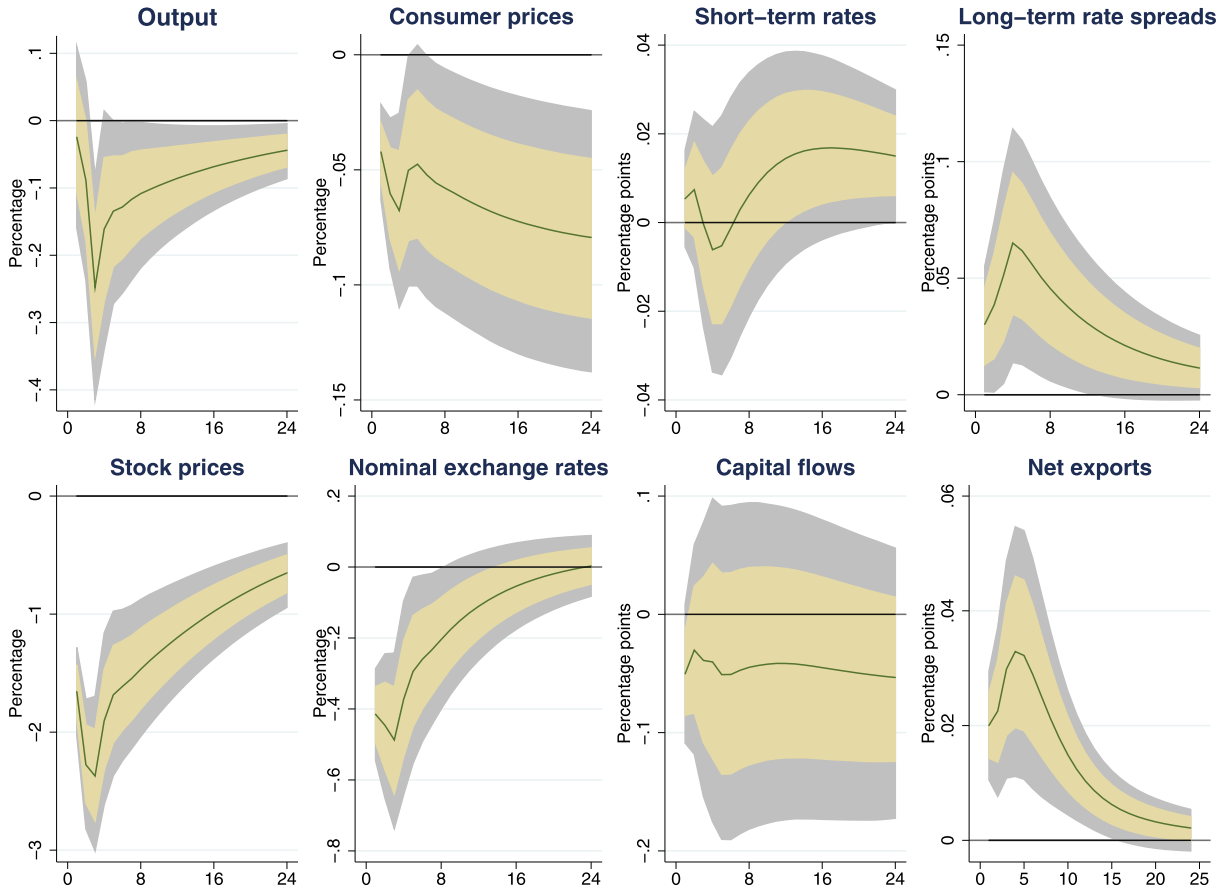 Output
Percentage
.1
0
-.1
-.2
-.3
-.4
0 8 16 24
Consumer prices
Percentage
0
-.05
-.1
-.15
0 8 16 24
Short-term rates
Percentage points
.04
.02
0
-.02
-.04
0 8 16 24
Long-term rate spreads
Percentage points
.15
.1
.05
0
0 8 16 24
Stock prices
Percentage
0
-1
-2
-3
0 8 16 24
Nominal exchange rates
Percentage
.2
0
-.2
-.4
-.6
-.8
0 8 16 24
Capital flows
Percentage points
.1
0
-.1
-.2
0 8 16 24
Net exports
Percentage points
.06
.04
.02
0
0 5 10 15 20 25